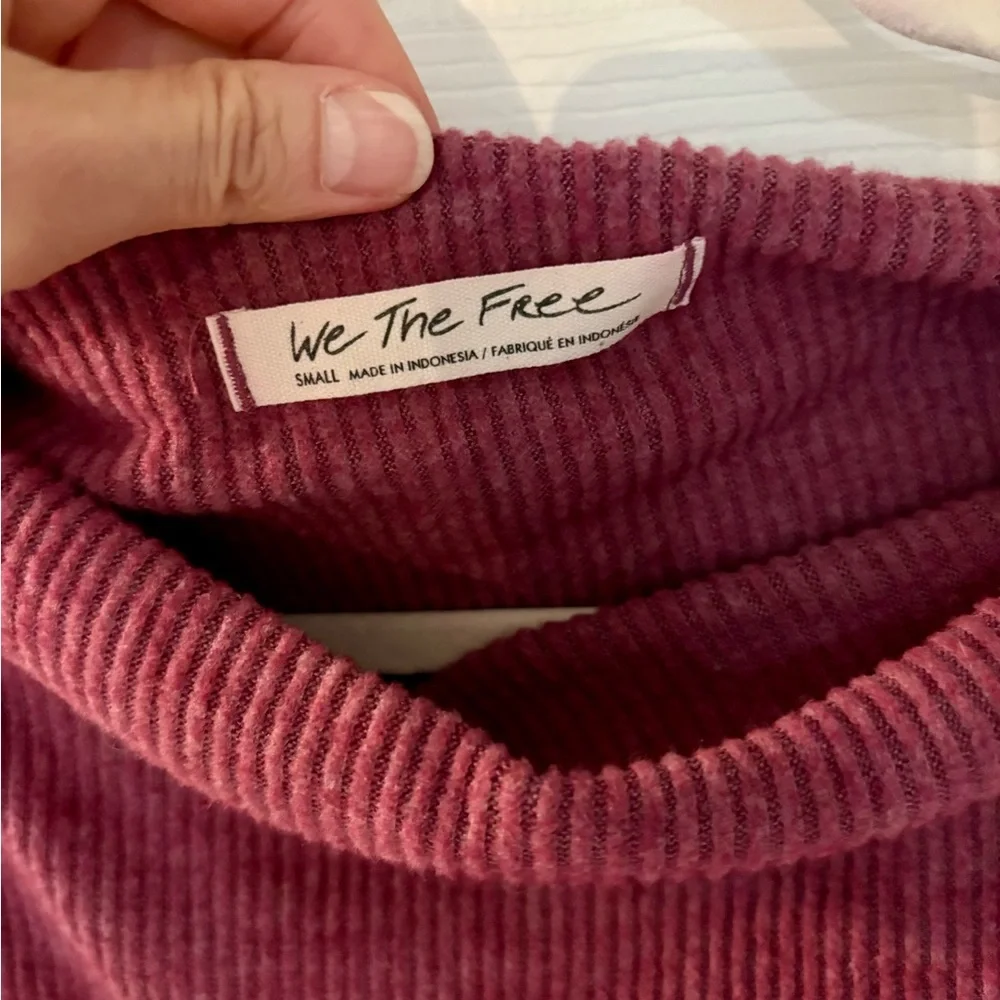 We The Free
SMALL MADE IN INDONESIA / FABRIQUÉ EN INDONÉSIE